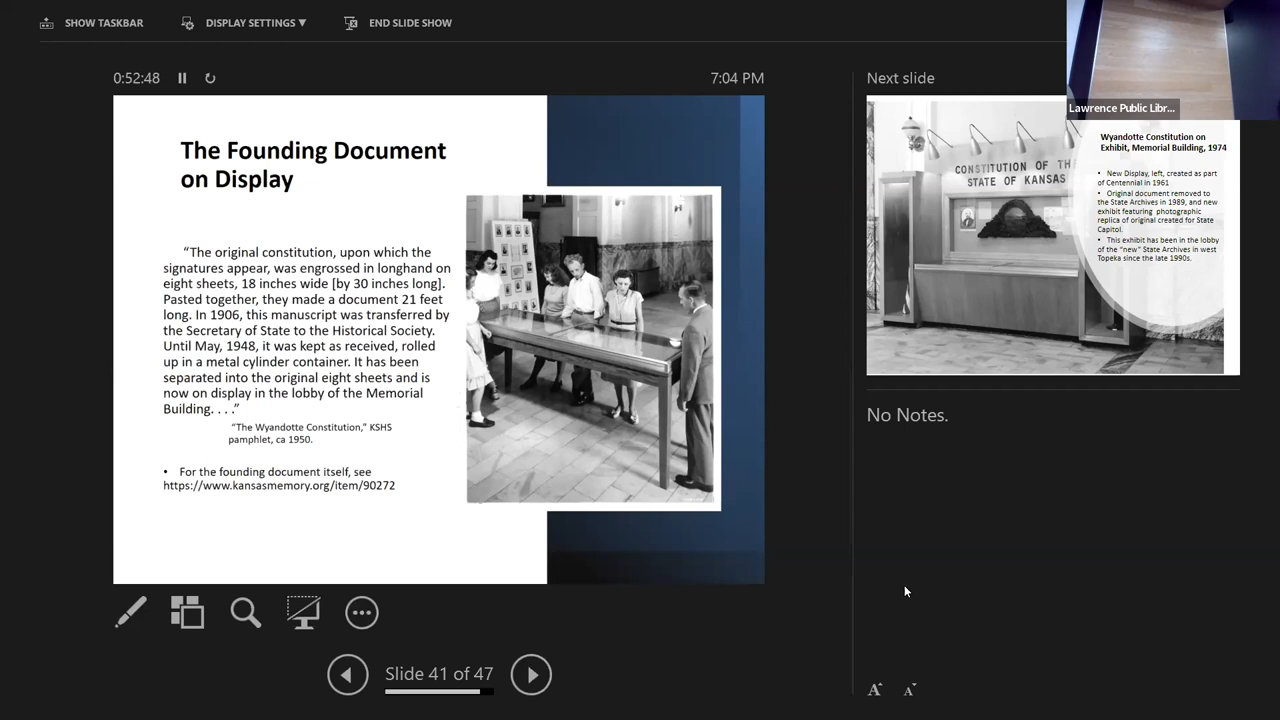 SHOW TASKBAR
DISPLAY SETTINGS ▼
END SLIDE SHOW
0:52:48
7:04 PM
Next slide
Lawrence Public Libr...
The Founding Document
on Display
“The original constitution, upon which the
signatures appear, was engrossed in longhand on
eight sheets, 18 inches wide [by 30 inches long].
Pasted together, they made a document 21 feet
long. In 1906, this manuscript was transferred by
the Secretary of State to the Historical Society.
Until May, 1948, it was kept as received, rolled
up in a metal cylinder container. It has been
separated into the original eight sheets and is
now on display in the lobby of the Memorial
Building. . . .”
“The Wyandotte Constitution,” KSHS
pamphlet, ca 1950.
• For the founding document itself, see
https://www.kansasmemory.org/item/90272
CONSTITUTION OF THE
STATE OF KANSAS
Wyandotte Constitution on
Exhibit, Memorial Building, 1974
• New Display, left, created as part
of Centennial in 1961
• Original document removed to
the State Archives in 1989, and new
exhibit featuring photographic
replica of original created for State
Capitol.
• This exhibit has been in the lobby
of the “new” State Archives in west
Topeka since the late 1990s.
No Notes.
Slide 41 of 47
A A